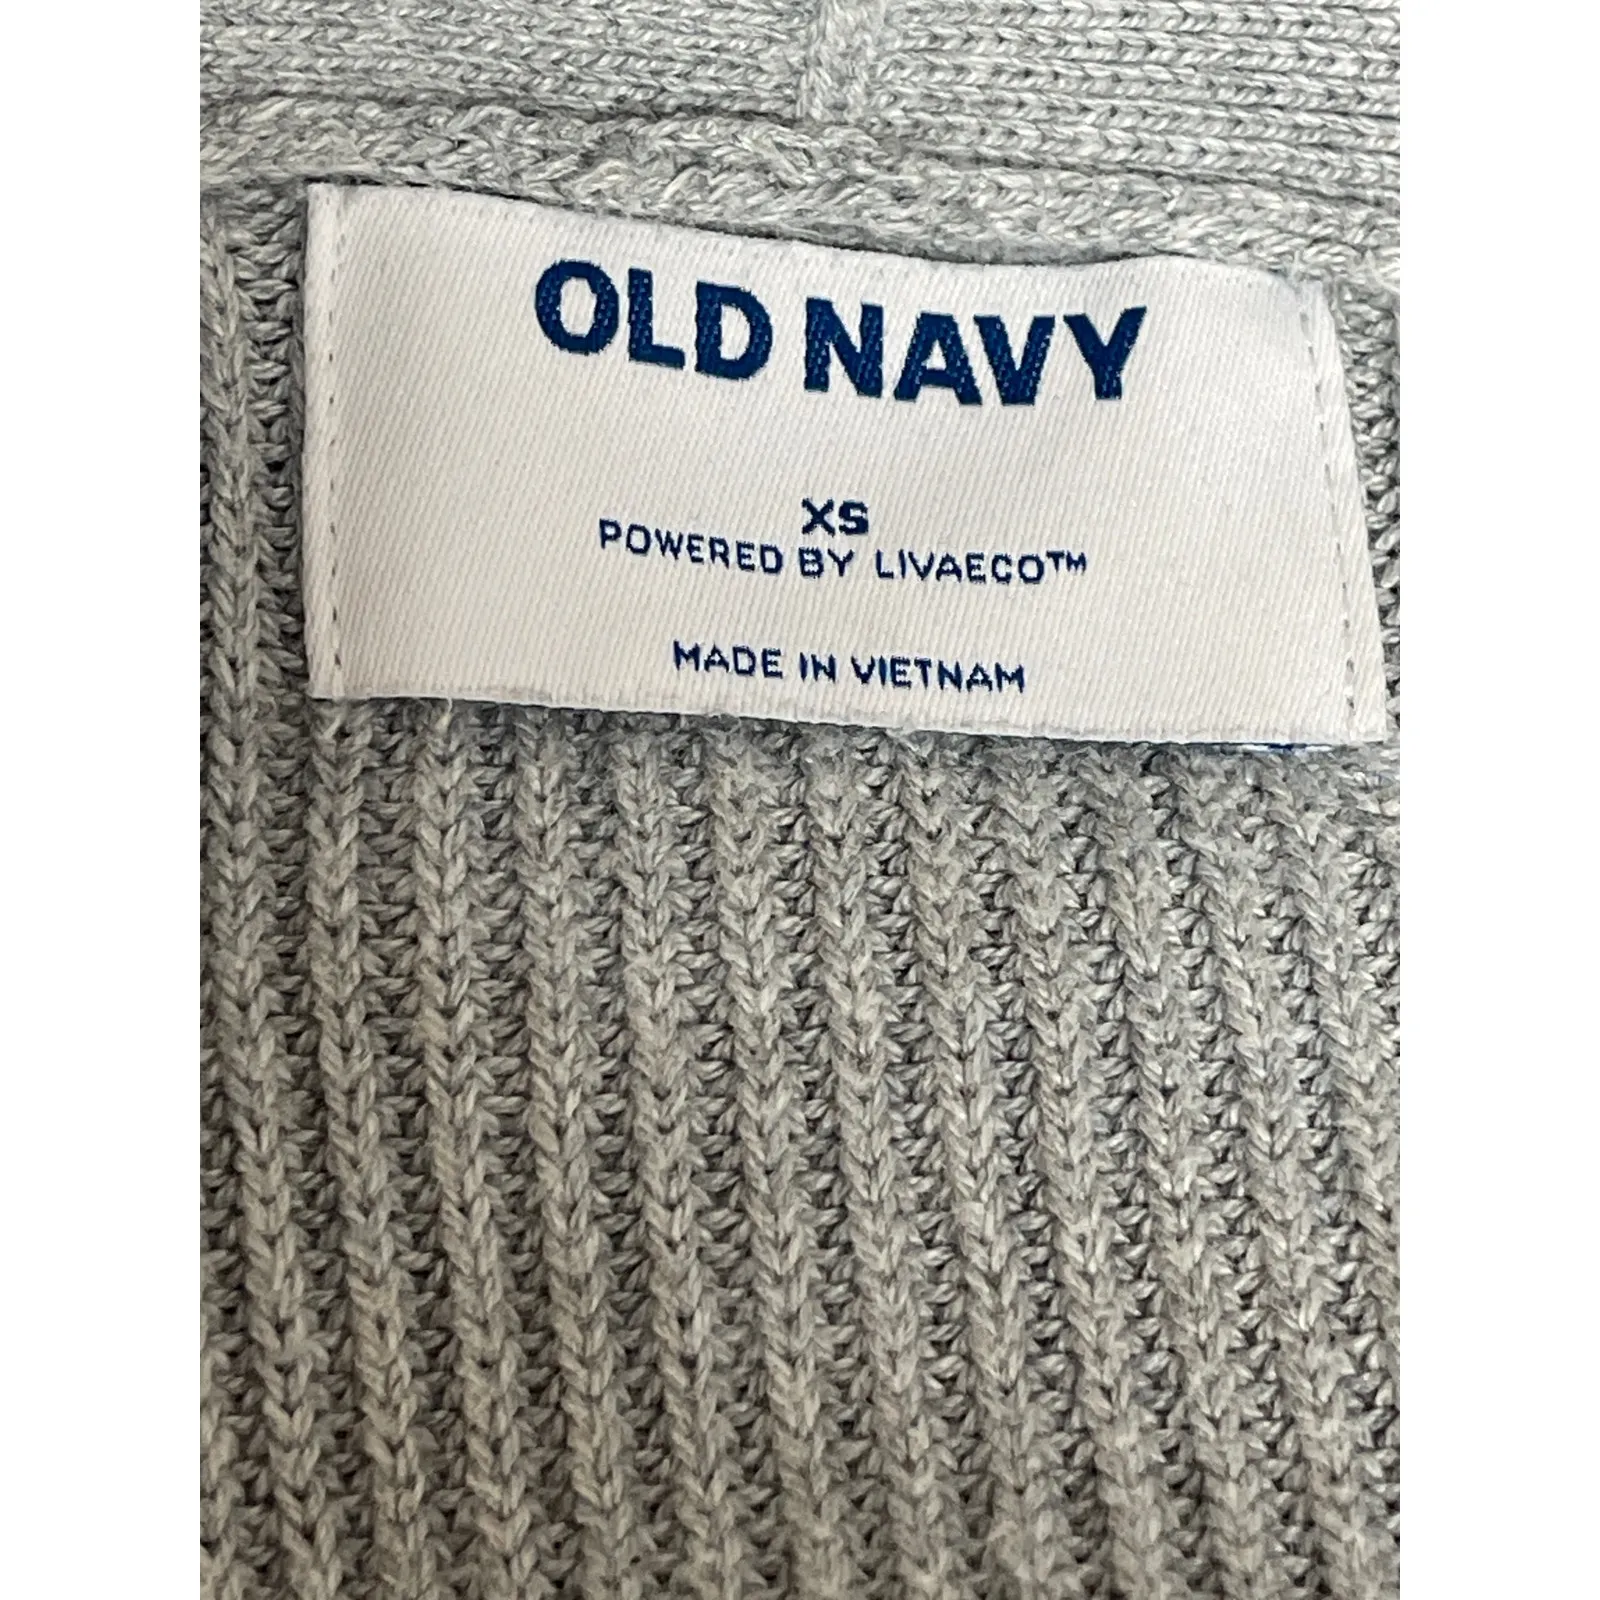 OLD NAVY
XS
POWERED BY LIVAECO™
MADE IN VIETNAM